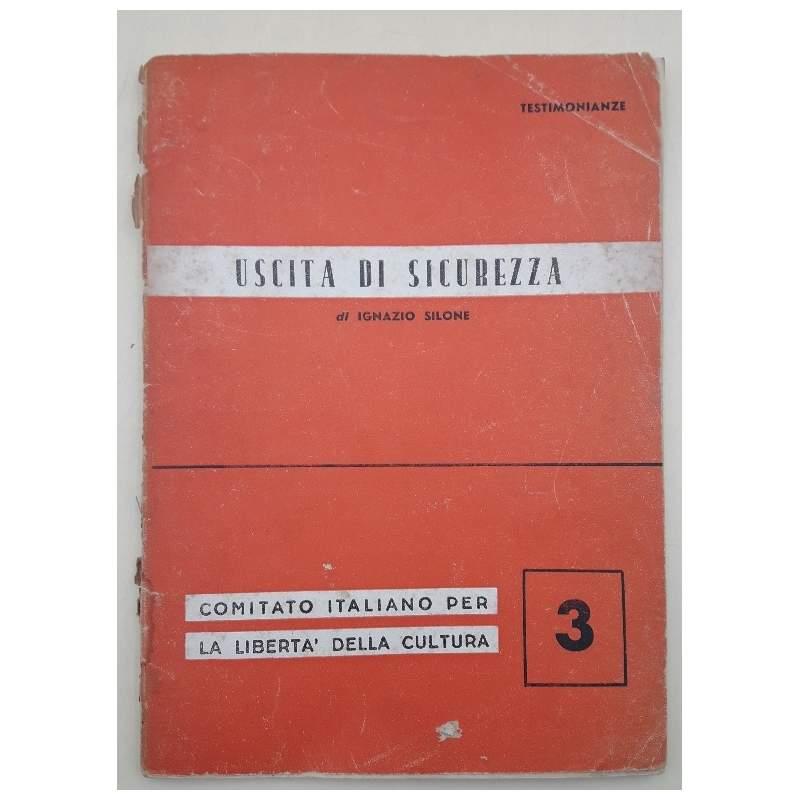 TESTIMONIANZE
USCITA DI SICUREZZA
di IGNAZIO SILONE
COMITATO ITALIANO PER
LA LIBERTA' DELLA CULTURA
3